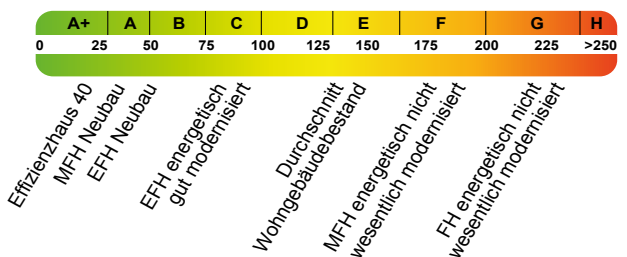 A+ A B C D E F G H
0 25 50 75 100 125 150 175 200 225 >250
Effizienzhaus 40
MFH Neubau
EFH Neubau
EFH energetisch
gut modernisiert
Durchschnitt
Wohngebäudebestand
MFH energetisch nicht
wesentlich modernisiert
FH energetisch nicht
wesentlich modernisiert